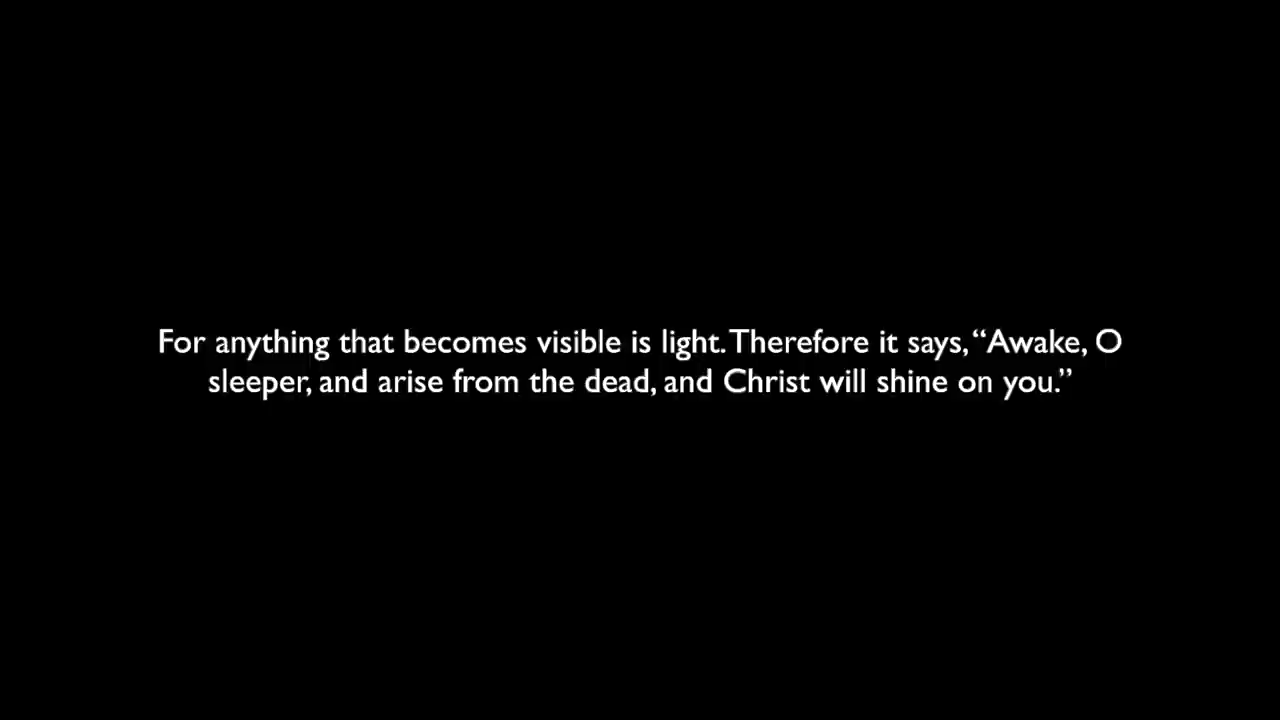 For anything that becomes visible is light. Therefore it says, “Awake, O
sleeper, and arise from the dead, and Christ will shine on you.”